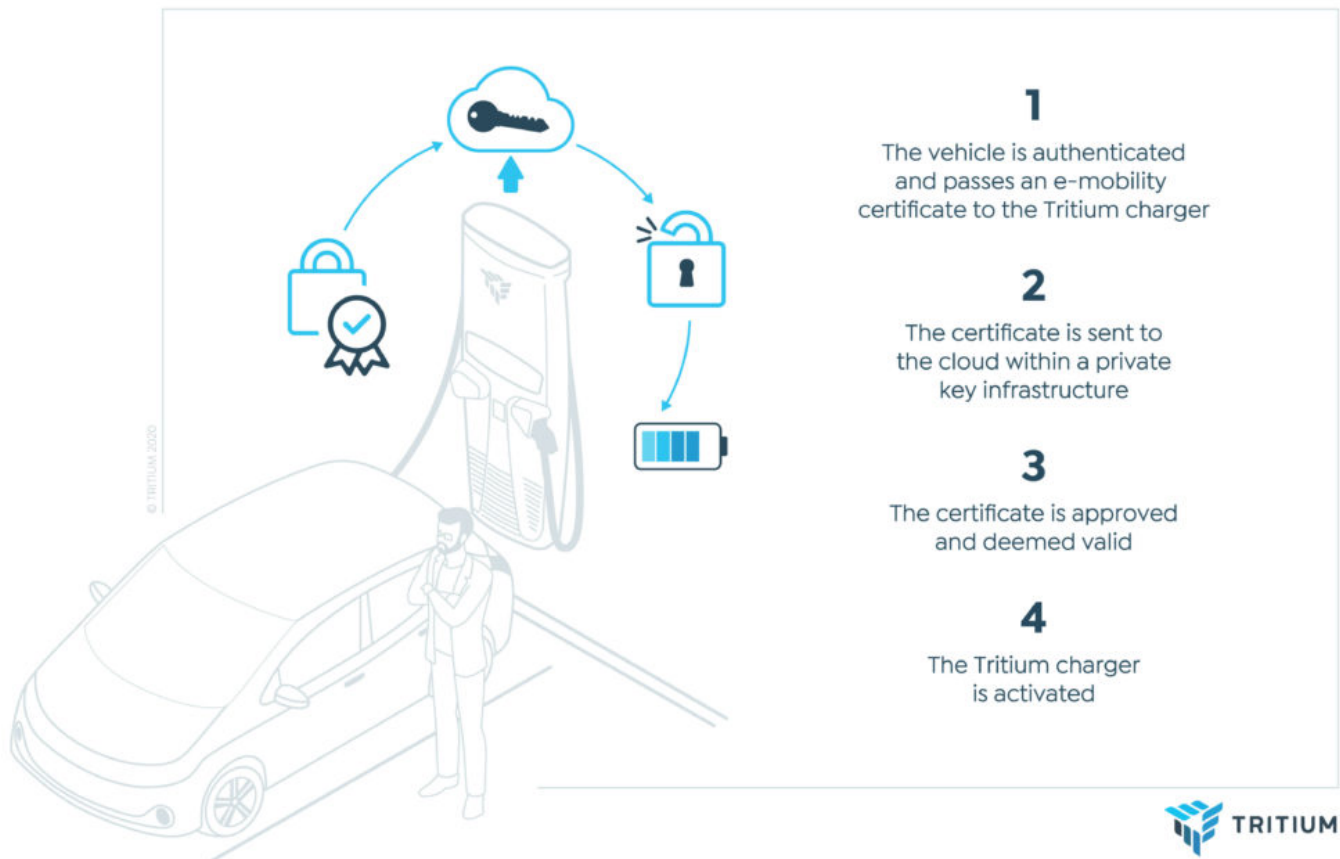 1
The vehicle is authenticated
and passes an e-mobility
certificate to the Tritium charger
2
The certificate is sent to
the cloud within a private
key infrastructure
3
The certificate is approved
and deemed valid
4
The Tritium charger
is activated
© TRITIUM 2020
TRITIUM